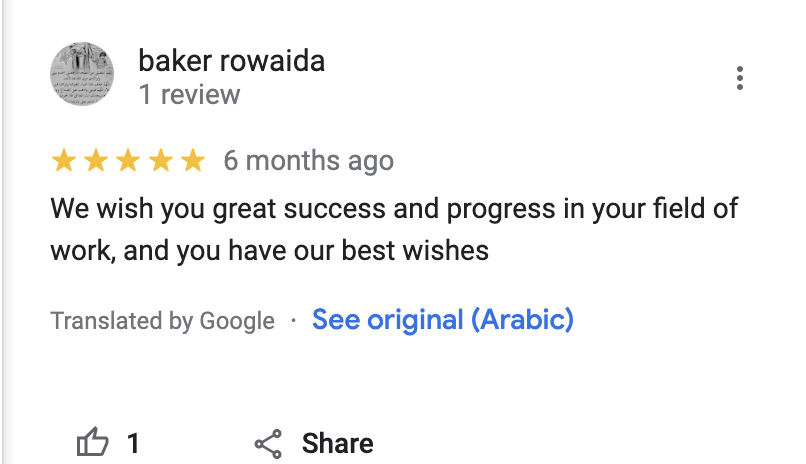 baker rowaida
1 review
6 months ago
We wish you great success and progress in your field of
work, and you have our best wishes
Translated by Google · See original (Arabic)
1
Share